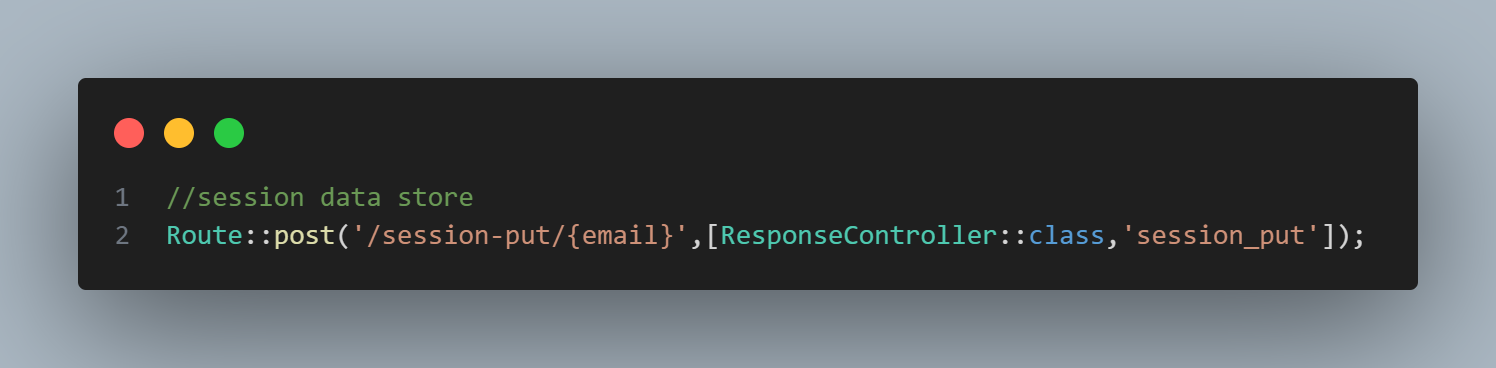 1 //session data store
2 Route::post('/session-put/{email}',[ResponseController::class,'session_put']);